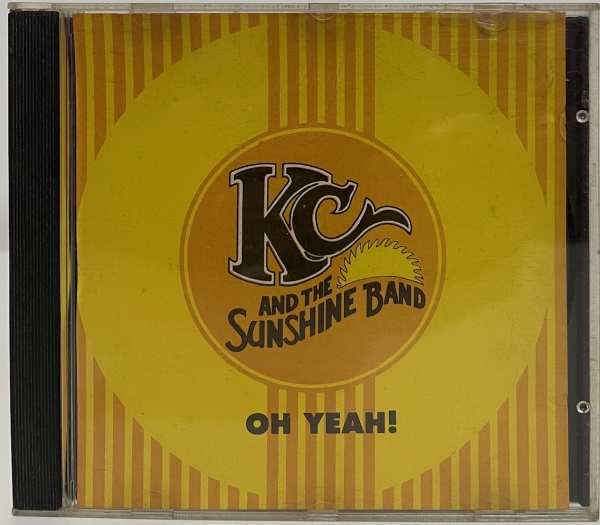 KC
AND THE
SUNSHINE BAND
OH YEAH!